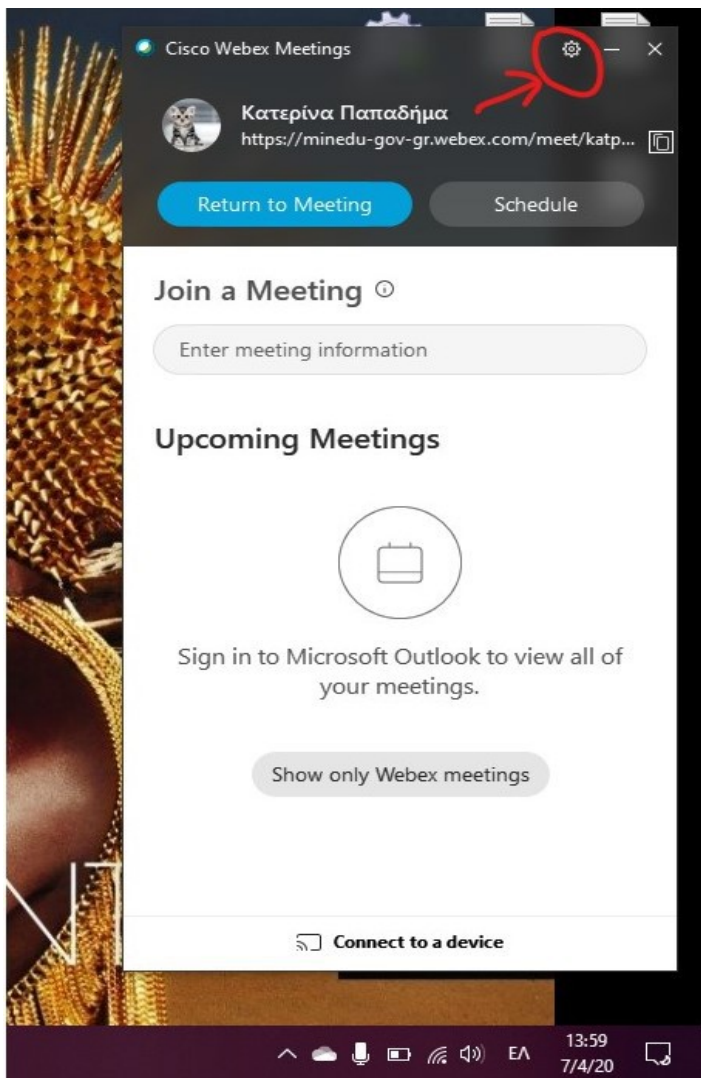 Cisco Webex Meetings
Κατερίνα Παπαδήμα
https://minedu-gov-gr.webex.com/meet/katp...
Return to Meeting
Schedule
Join a Meeting
Enter meeting information
Upcoming Meetings
Sign in to Microsoft Outlook to view all of
your meetings.
Show only Webex meetings
NT
Connect to a device
ΕΛ
13:59
7/4/20